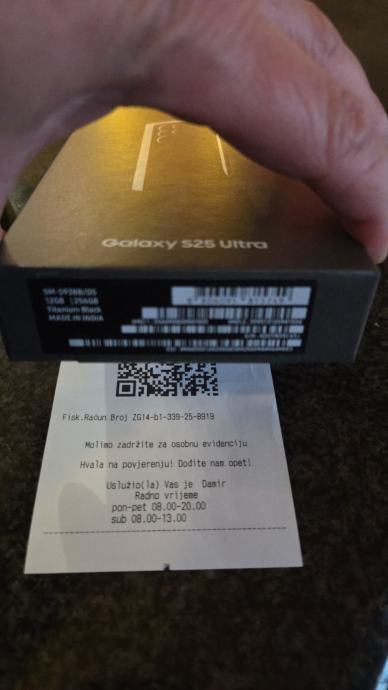 Galaxy S25 Ultra
SM-S938B/DS
12GB | 256GB
Titanium Black
MADE IN INDIA
Fisk.Račun Broj ZG14-b1-339-25-8919
Molimo zadržite za osobnu evidenciju
Hvala na povjerenju! Dođite nam opet!
Uslužio(la) Vas je Damir
Radno vrijeme
pon-pet 08.00-20.00
sub 08.00-13.00